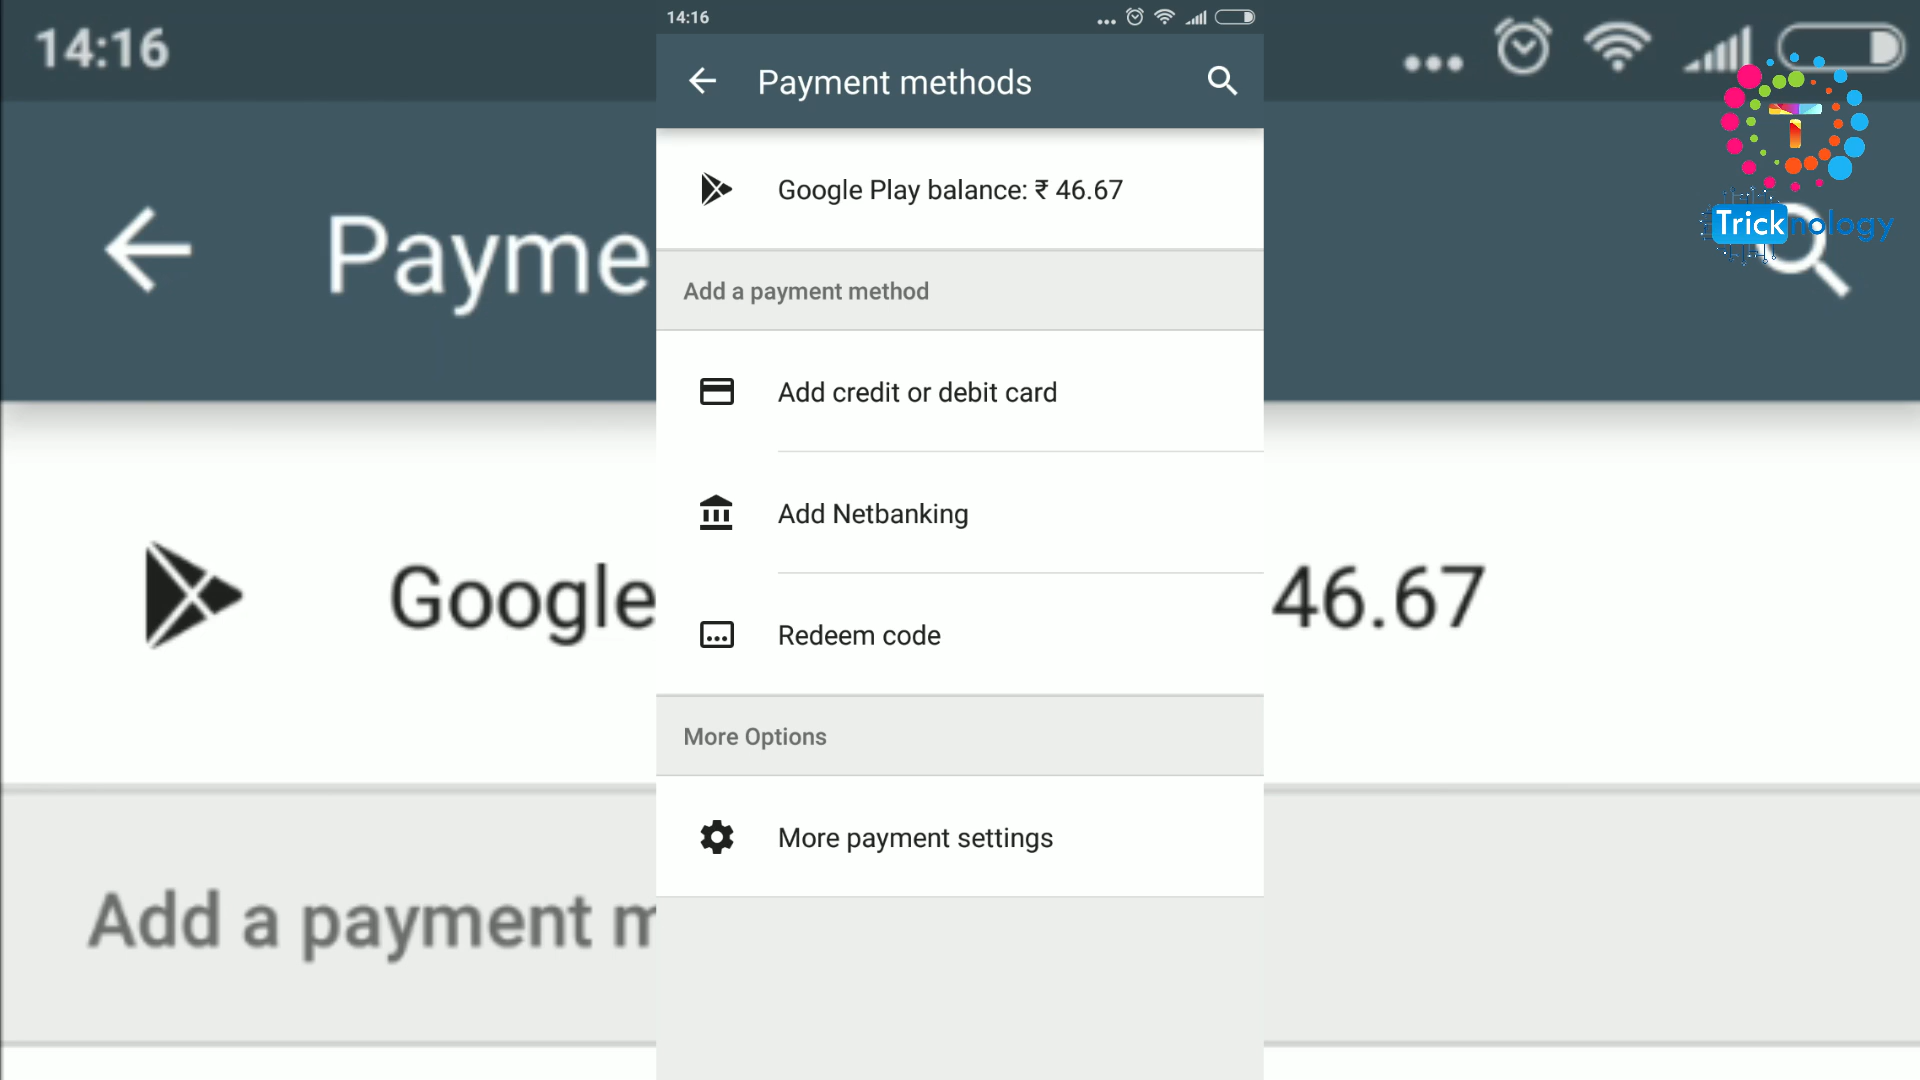 14:16
14:16
Payment methods
Payme
Google Play balance: ₹ 46.67
Add a payment method
Add credit or debit card
Add Netbanking
Google
46.67
Redeem code
More Options
More payment settings
Add a payment m
T
Tricknology